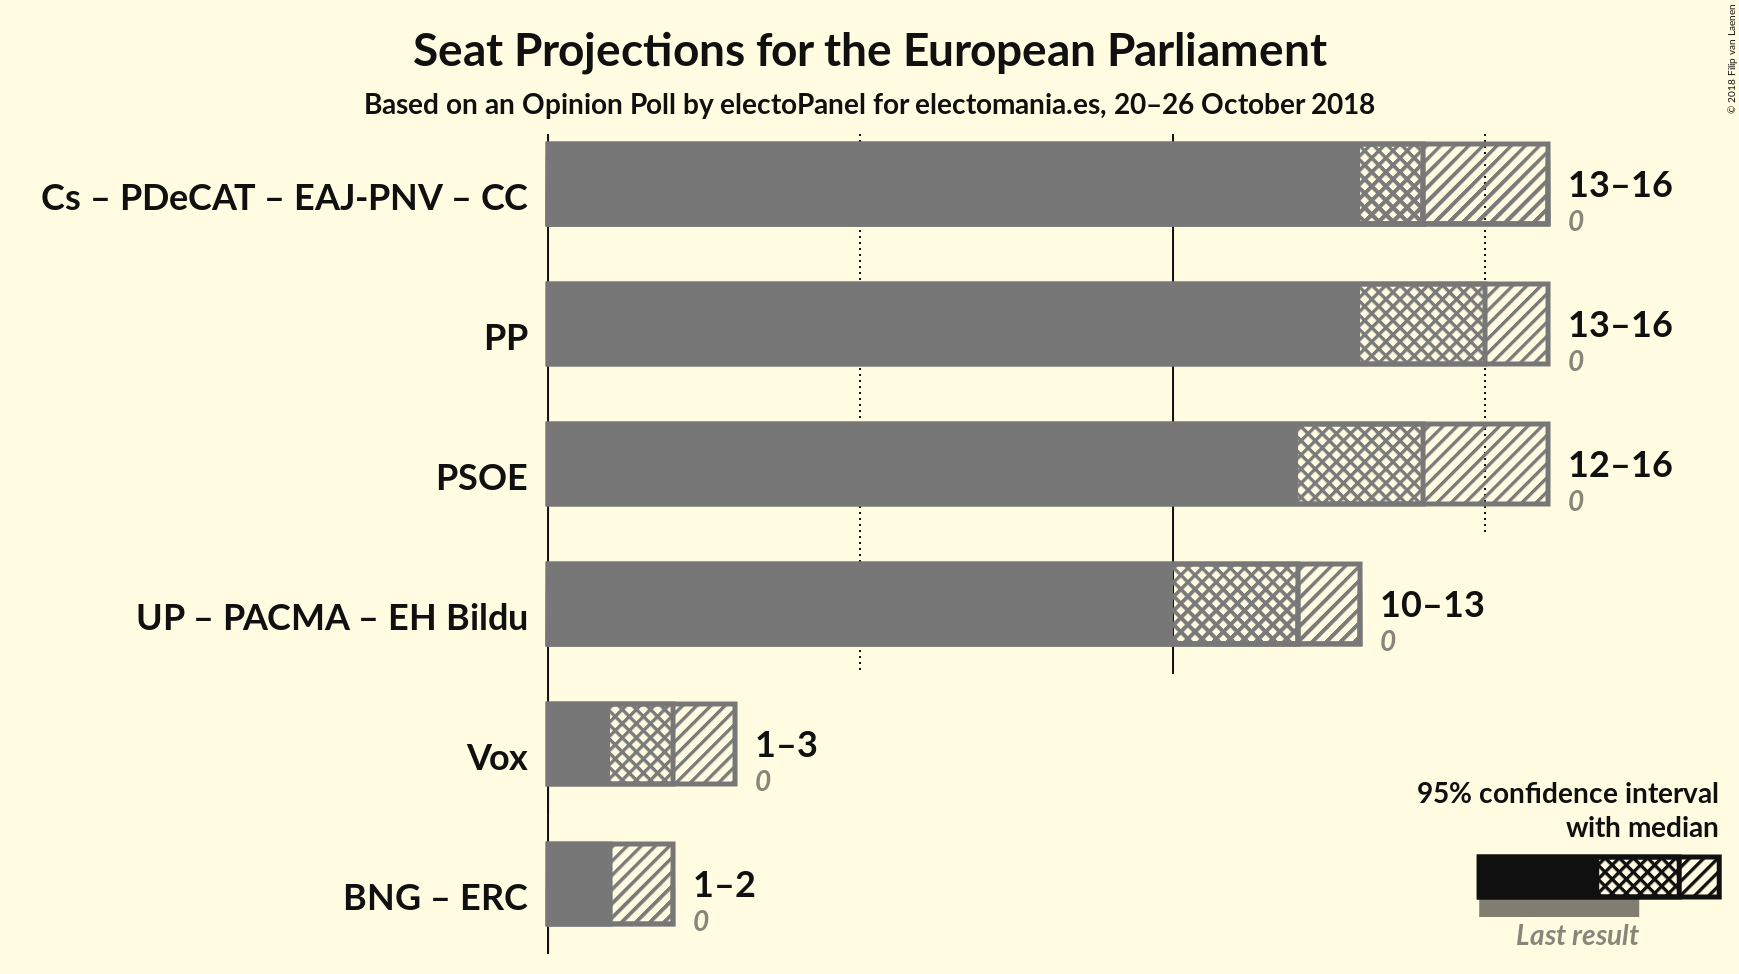 Seat Projections for the European Parliament
Based on an Opinion Poll by electoPanel for electomania.es, 20–26 October 2018
© 2018 Filip van Laenen
Cs – PDeCAT – EAJ-PNV – CC
13–16
0
PP
13–16
0
PSOE
12–16
0
UP – PACMA – EH Bildu
10–13
0
Vox
1–3
0
BNG – ERC
1–2
0
95% confidence interval
with median
Last result